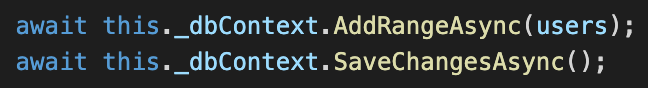 await this._dbContext.AddRangeAsync(users);
await this._dbContext.SaveChangesAsync();